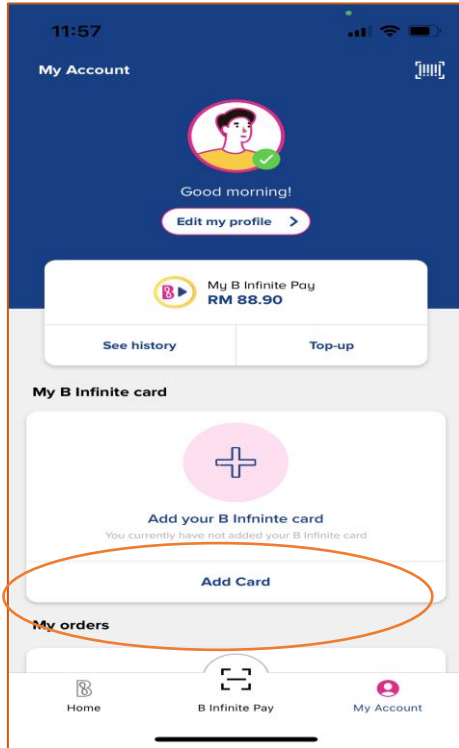 11:57
My Account
Good morning!
Edit my profile >
My B Infinite Pay
RM 88.90
See history
Top-up
My B Infinite card
Add your B Infninte card
You currently have not added your B Infinite card
Add Card
My orders
Home
B Infinite Pay
My Account